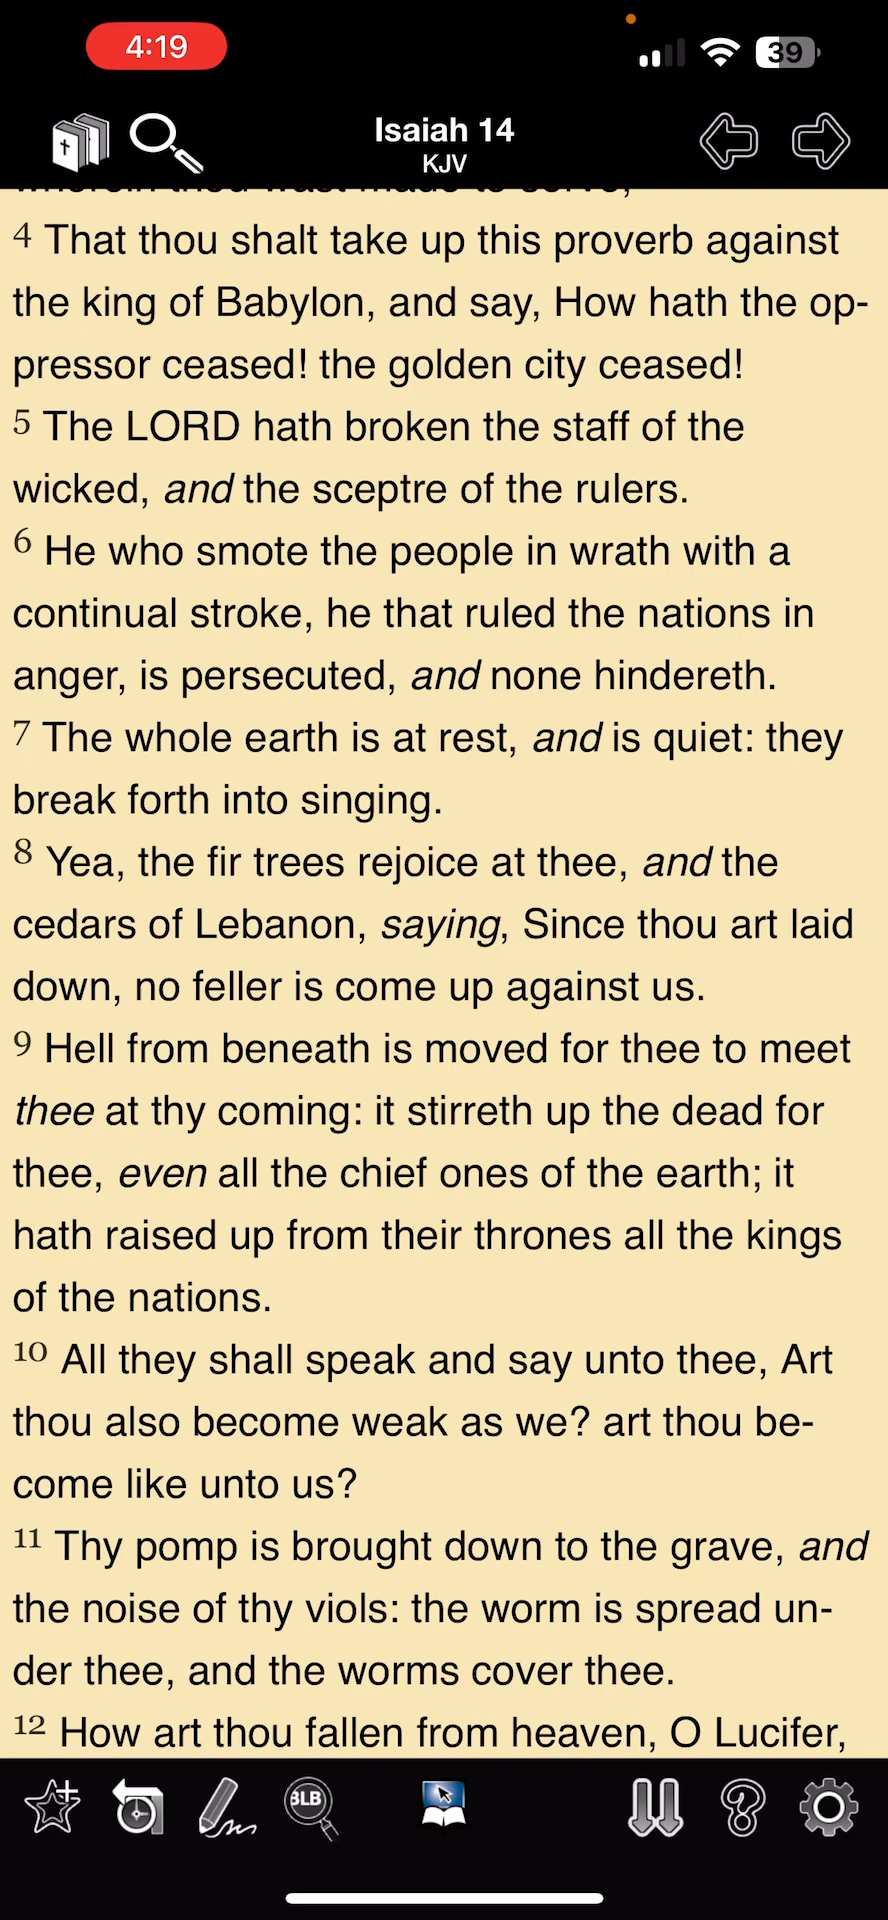 4:19
39
Isaiah 14
KJV
wherein thou wast made to serve,
4 That thou shalt take up this proverb against
the king of Babylon, and say, How hath the op-
pressor ceased! the golden city ceased!
5 The LORD hath broken the staff of the
wicked, and the sceptre of the rulers.
6 He who smote the people in wrath with a
continual stroke, he that ruled the nations in
anger, is persecuted, and none hindereth.
7 The whole earth is at rest, and is quiet: they
break forth into singing.
8 Yea, the fir trees rejoice at thee, and the
cedars of Lebanon, saying, Since thou art laid
down, no feller is come up against us.
9 Hell from beneath is moved for thee to meet
thee at thy coming: it stirreth up the dead for
thee, even all the chief ones of the earth; it
hath raised up from their thrones all the kings
of the nations.
10 All they shall speak and say unto thee, Art
thou also become weak as we? art thou be-
come like unto us?
11 Thy pomp is brought down to the grave, and
the noise of thy viols: the worm is spread un-
der thee, and the worms cover thee.
12 How art thou fallen from heaven, O Lucifer,
BLB